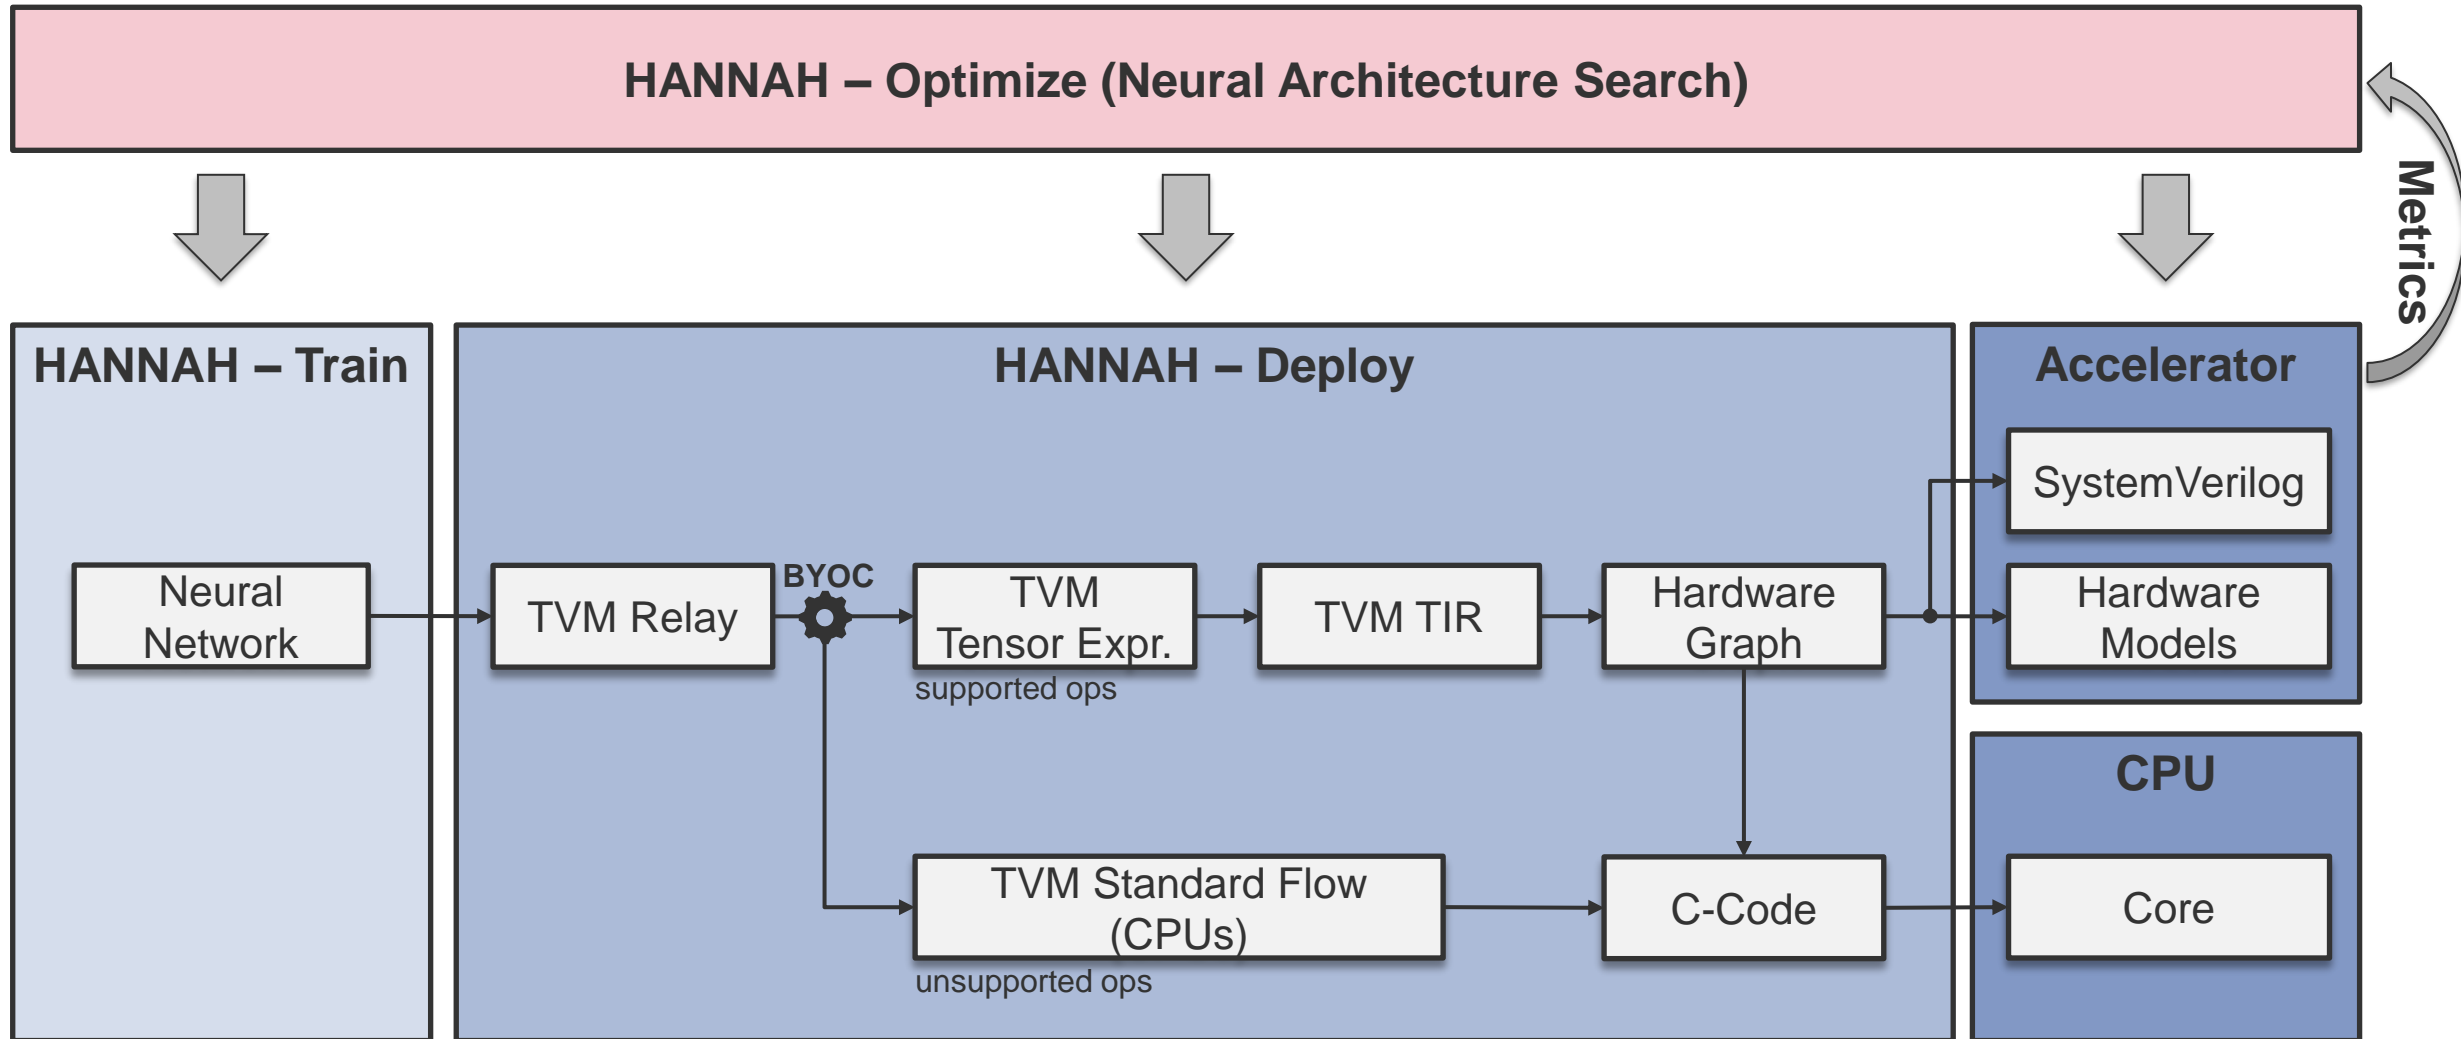 HANNAH – Optimize (Neural Architecture Search)
Metrics
HANNAH – Train
HANNAH – Deploy
Accelerator
SystemVerilog
Neural
Network
TVM Relay
BYOC
TVM
Tensor Expr.
supported ops
TVM TIR
Hardware
Graph
Hardware
Models
CPU
TVM Standard Flow
(CPUs)
unsupported ops
C-Code
Core